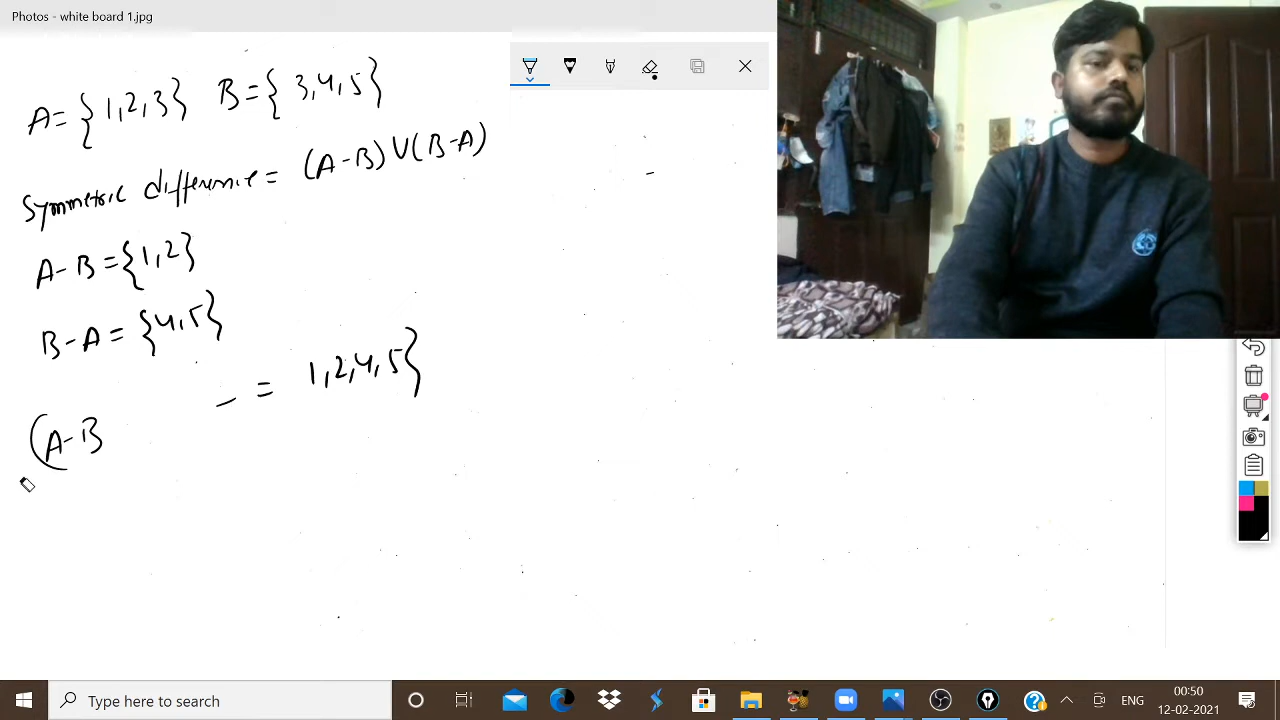 Photos - white board 1.jpg
A = { 1, 2, 3 } B = { 3, 4, 5 }
Symmetric difference = (A - B) ∪ (B - A)
A - B = { 1, 2 }
B - A = { 4, 5 }
- = 1, 2, 4, 5 }
(A - B
Type here to search
ENG
00:50
12-02-2021